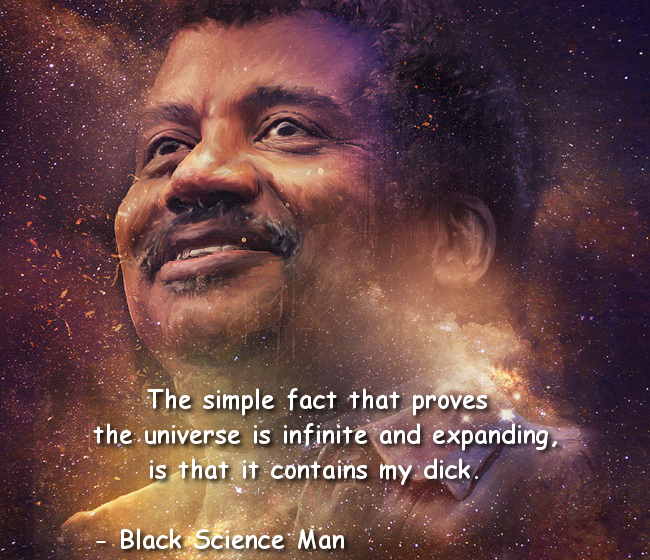 The simple fact that proves
the universe is infinite and expanding,
is that it contains my dick.
- Black Science Man